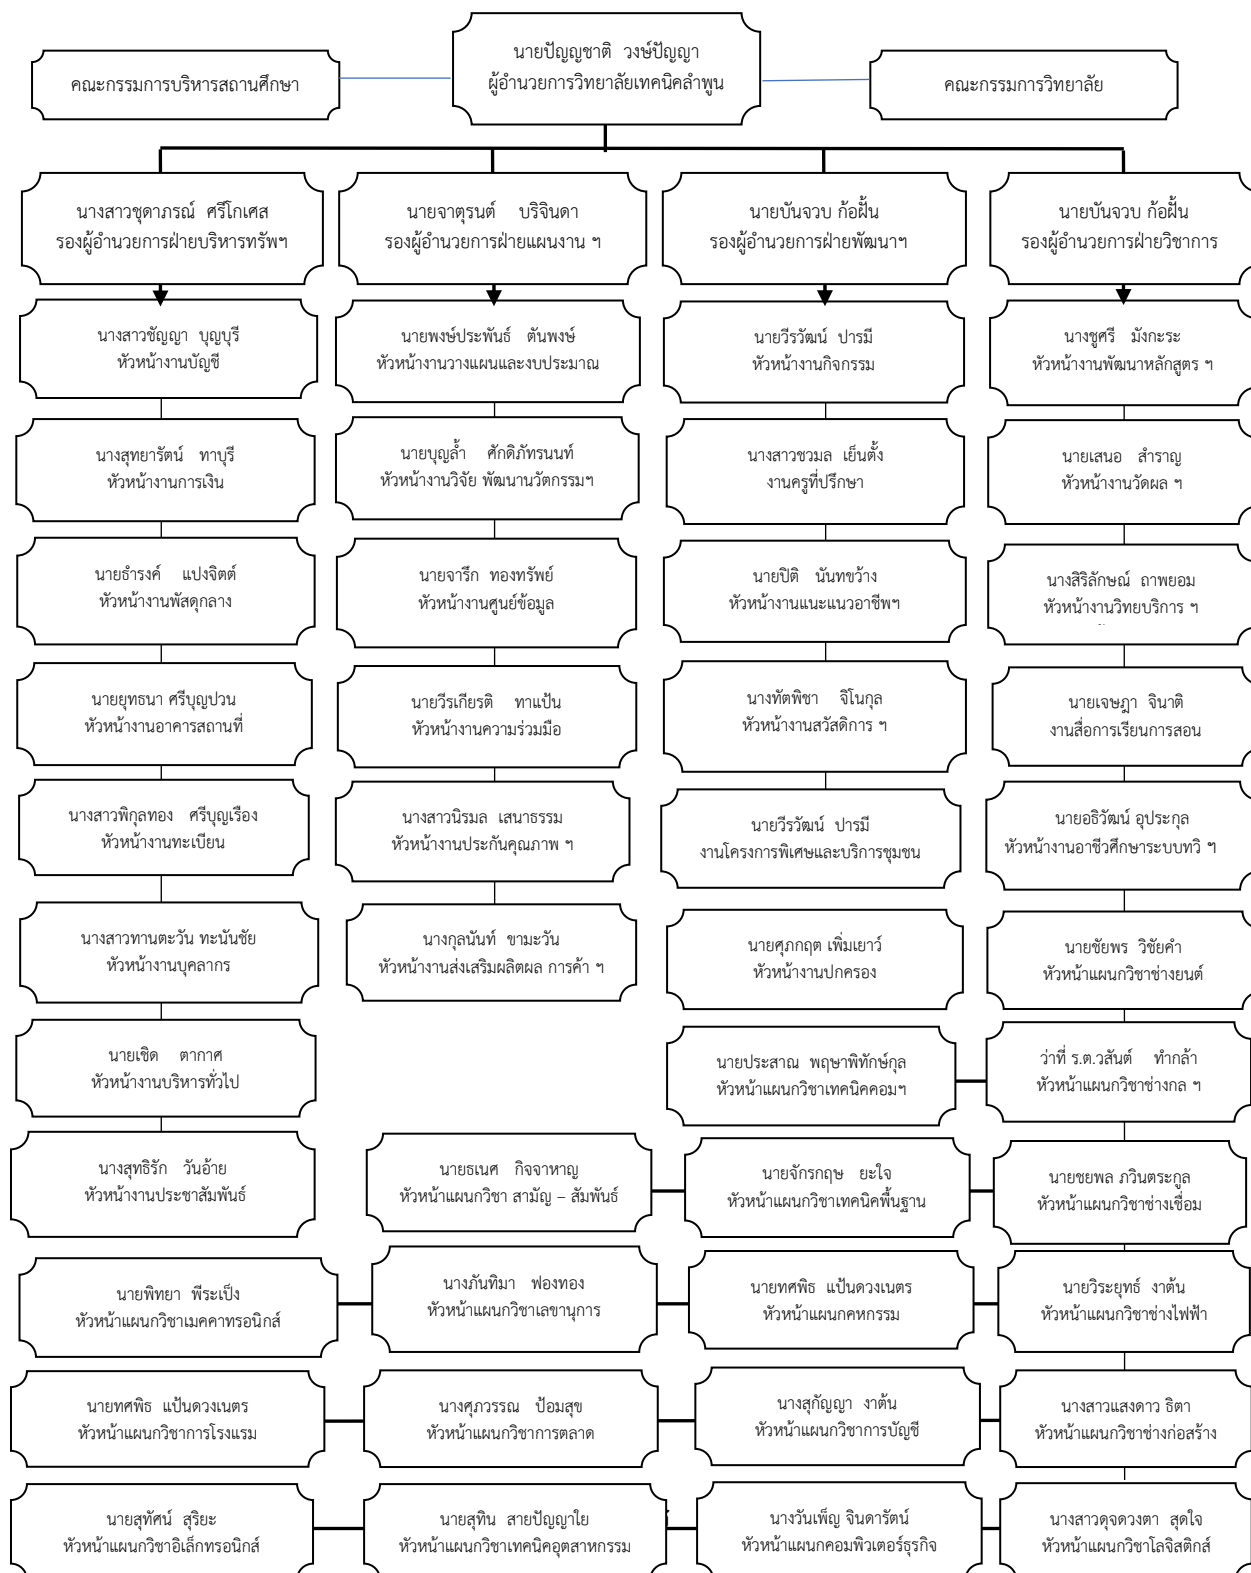 นายปัญญชาติ วงษ์ปัญญา
ผู้อำนวยการวิทยาลัยเทคนิคลำพูน
คณะกรรมการบริหารสถานศึกษา
คณะกรรมการวิทยาลัย
นางสาวชุดาภรณ์ ศรีโกเศส
รองผู้อำนวยการฝ่ายบริหารทรัพฯ
นายจาตุรนต์ บริจินดา
รองผู้อำนวยการฝ่ายแผนงาน ฯ
นายบันจวบ ก้อฝั้น
รองผู้อำนวยการฝ่ายพัฒนาฯ
นายบันจวบ ก้อฝั้น
รองผู้อำนวยการฝ่ายวิชาการ
นางสาวชัญญา บุญบุรี
หัวหน้างานบัญชี
นายพงษ์ประพันธ์ ตันพงษ์
หัวหน้างานวางแผนและงบประมาณ
นายวีรวัฒน์ ปารมี
หัวหน้างานกิจกรรม
นางชูศรี มังกะระ
หัวหน้างานพัฒนาหลักสูตร ฯ
นางสุทยารัตน์ ทาบุรี
หัวหน้างานการเงิน
นายบุญล้ำ ศักดิภัทรนนท์
หัวหน้างานวิจัย พัฒนานวัตกรรมฯ
นางสาวชวมล เย็นตั้ง
งานครูที่ปรึกษา
นายเสนอ สำราญ
หัวหน้างานวัดผล ฯ
นายธำรงค์ แปงจิตต์
หัวหน้างานพัสดุกลาง
นายจารึก ทองทรัพย์
หัวหน้างานศูนย์ข้อมูล
นายปิติ นันทขว้าง
หัวหน้างานแนะแนวอาชีพฯ
นางสิริลักษณ์ ถาพยอม
หัวหน้างานวิทยบริการ ฯ
นายยุทธนา ศรีบุญปวน
หัวหน้างานอาคารสถานที่
นายวีรเกียรติ ทาแป้น
หัวหน้างานความร่วมมือ
นางทัตพิชา จิโนกุล
หัวหน้างานสวัสดิการ ฯ
นายเจษฎา จินาติ
งานสื่อการเรียนการสอน
นางสาวพิกุลทอง ศรีบุญเรือง
หัวหน้างานทะเบียน
นางสาวนิรมล เสนาธรรม
หัวหน้างานประกันคุณภาพ ฯ
นายวีรวัฒน์ ปารมี
งานโครงการพิเศษและบริการชุมชน
นายอธิวัฒน์ อุประกุล
หัวหน้างานอาชีวศึกษาระบบทวิ ฯ
นางสาวทานตะวัน ทะนันชัย
หัวหน้างานบุคลากร
นางกุลนันท์ ขามะวัน
หัวหน้างานส่งเสริมผลิตผล การค้า ฯ
นายศุภกฤต เพิ่มเยาว์
หัวหน้างานปกครอง
นายชัยพร วิชัยคำ
หัวหน้าแผนกวิชาช่างยนต์
นายเชิด ตากาศ
หัวหน้างานบริหารทั่วไป
นายประสาณ พฤษาพิทักษ์กุล
หัวหน้าแผนกวิชาเทคนิคคอมฯ
ว่าที่ ร.ต.วสันต์ ทำกล้า
หัวหน้าแผนกวิชาช่างกล ฯ
นางสุทธิรัก วันอ้าย
หัวหน้างานประชาสัมพันธ์
นายธเนศ กิจจาหาญ
หัวหน้าแผนกวิชา สามัญ – สัมพันธ์
นายจักรกฤษ ยะใจ
หัวหน้าแผนกวิชาเทคนิคพื้นฐาน
นายชยพล ภวินตระกูล
หัวหน้าแผนกวิชาช่างเชื่อม
นายพิทยา พีระเป็ง
หัวหน้าแผนกวิชาเมคคาทรอนิกส์
นางภันทิมา ฟองทอง
หัวหน้าแผนกวิชาเลขานุการ
นายทศพิธ แป้นดวงเนตร
หัวหน้าแผนกคหกรรม
นายวิระยุทธ์ งาต้น
หัวหน้าแผนกวิชาช่างไฟฟ้า
นายทศพิธ แป้นดวงเนตร
หัวหน้าแผนกวิชาการโรงแรม
นางศุภวรรณ ป้อมสุข
หัวหน้าแผนกวิชาการตลาด
นางสุกัญญา งาต้น
หัวหน้าแผนกวิชาการบัญชี
นางสาวแสงดาว ธิตา
หัวหน้าแผนกวิชาช่างก่อสร้าง
นายสุทัศน์ สุริยะ
หัวหน้าแผนกวิชาอิเล็กทรอนิกส์
นายสุทิน สายปัญญาใย
หัวหน้าแผนกวิชาเทคนิคอุตสาหกรรม
นางวันเพ็ญ จินดารัตน์
หัวหน้าแผนกคอมพิวเตอร์ธุรกิจ
นางสาวดุจดวงตา สุดใจ
หัวหน้าแผนกวิชาโลจิสติกส์